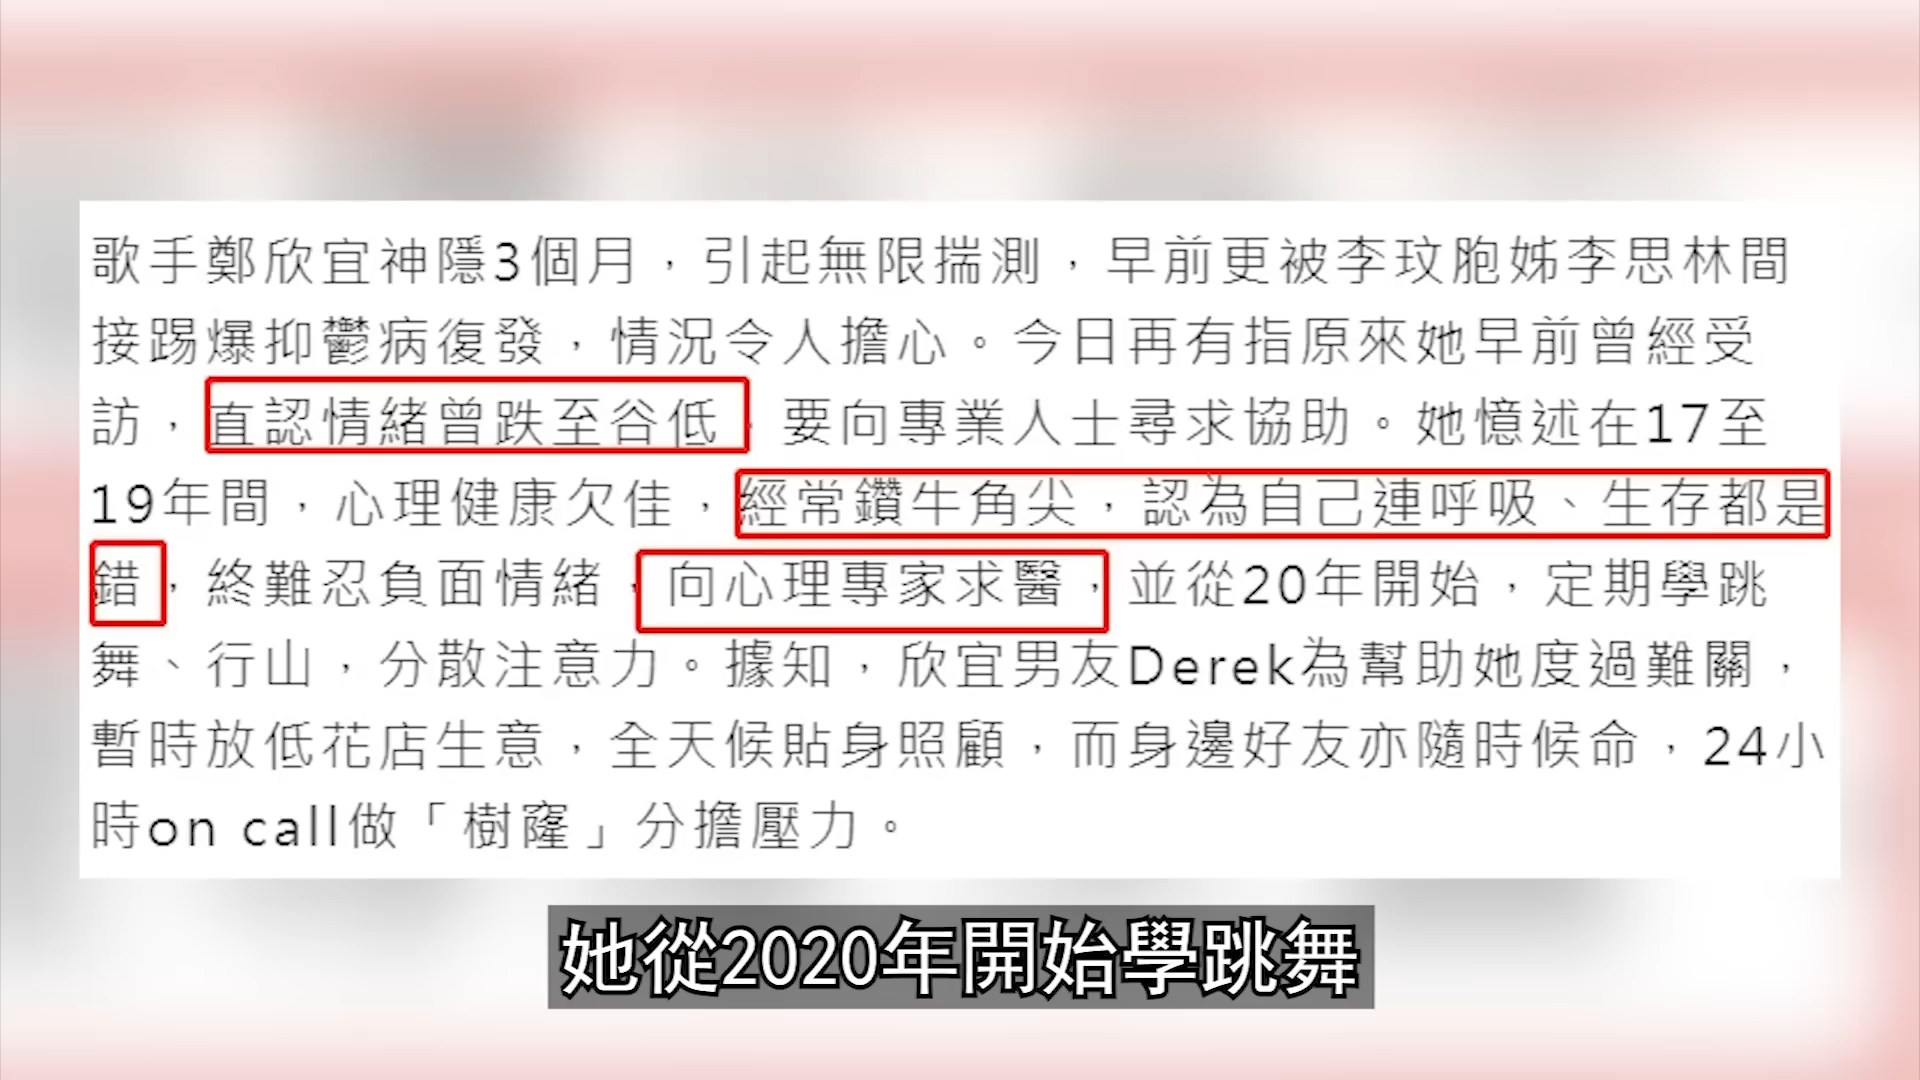 歌手鄭欣宜神隱3個月，引起無限揣測，早前更被李玟胞姊李思林間
接踢爆抑鬱病復發，情況令人擔心。今日再有指原來她早前曾經受
訪，直認情緒曾跌至谷低，要向專業人士尋求協助。她憶述在17至
19年間，心理健康欠佳，經常鑽牛角尖，認為自己連呼吸、生存都是
錯，終難忍負面情緒，向心理專家求醫，並從20年開始，定期學跳
舞、行山，分散注意力。據知，欣宜男友Derek為幫助她度過難關，
暫時放低花店生意，全天候貼身照顧，而身邊好友亦隨時候命，24小
時on call做「樹窿」分擔壓力。
她從2020年開始學跳舞